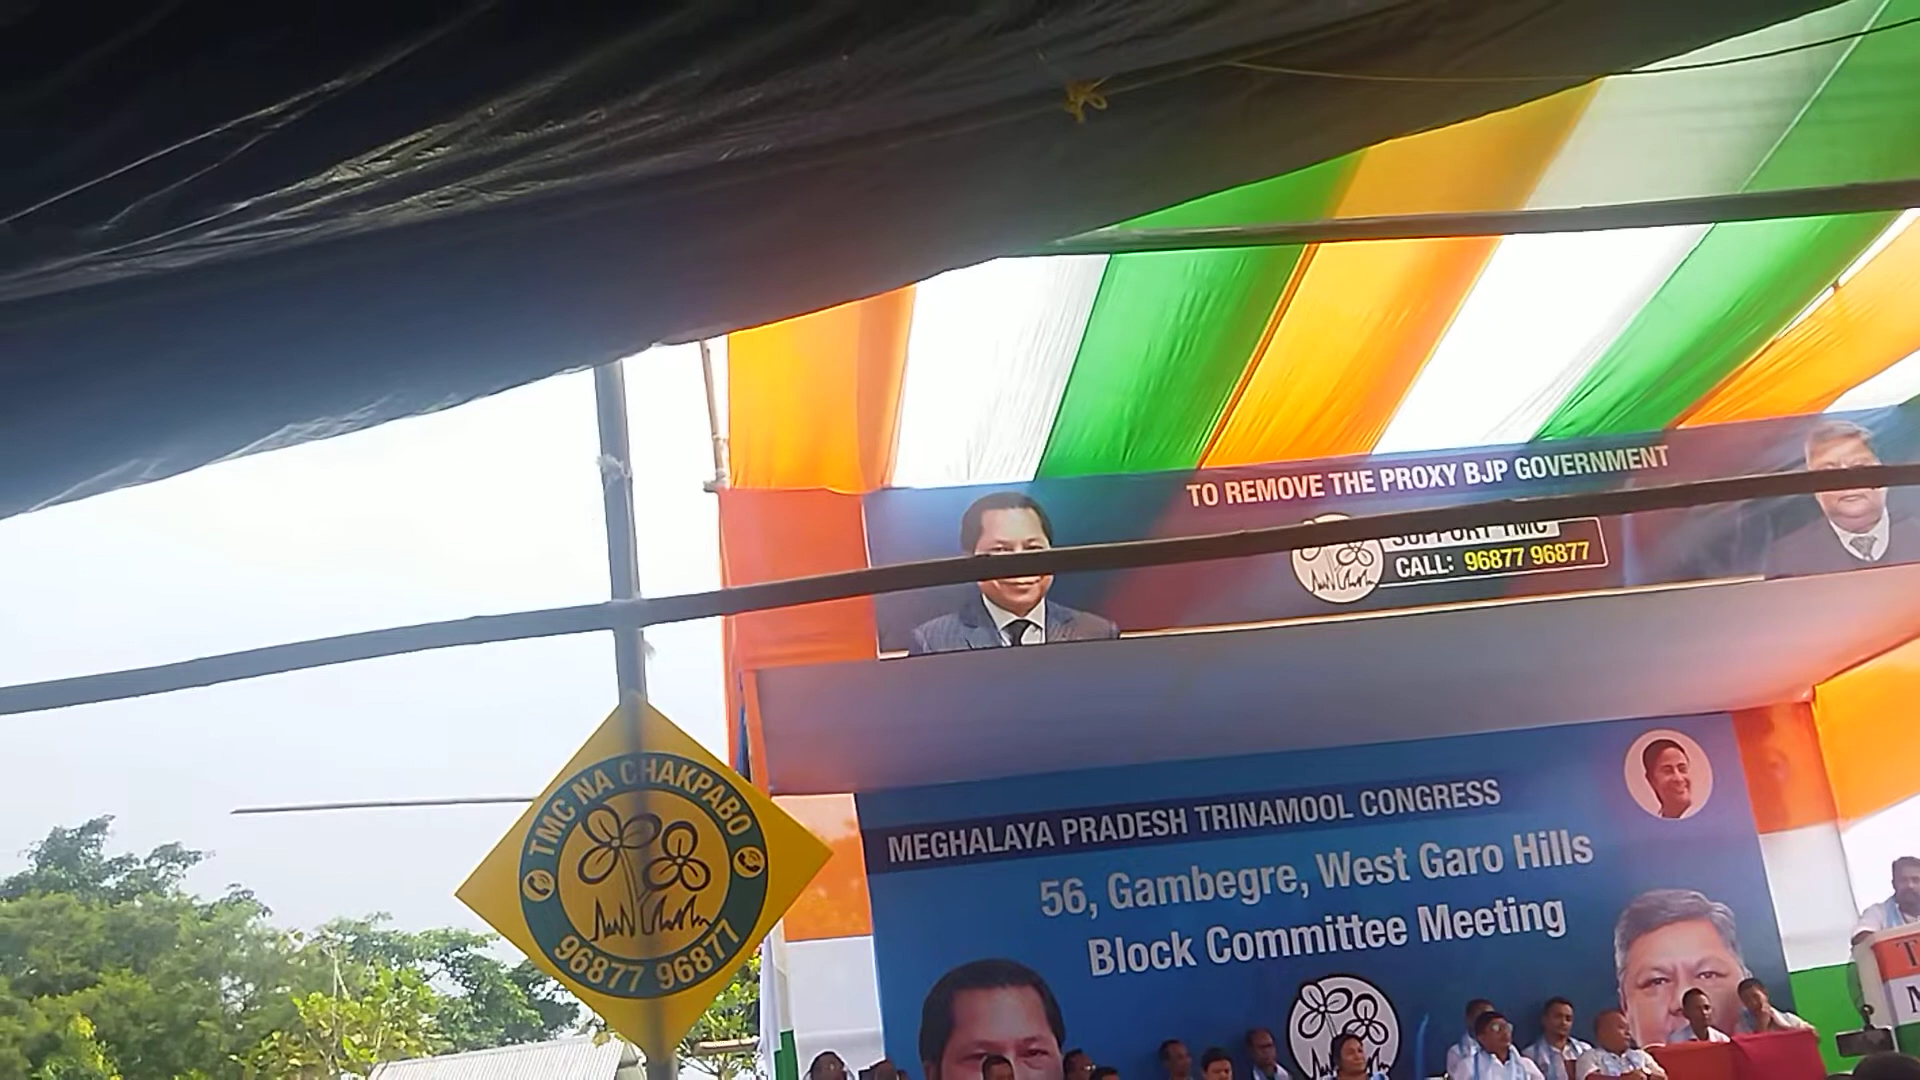 TO REMOVE THE PROXY BJP GOVERNMENT
SUPPORT TMC
CALL: 96877 96877
TMC NA CHAKPABO
96877 96877
MEGHALAYA PRADESH TRINAMOOL CONGRESS
56, Gambegre, West Garo Hills
Block Committee Meeting